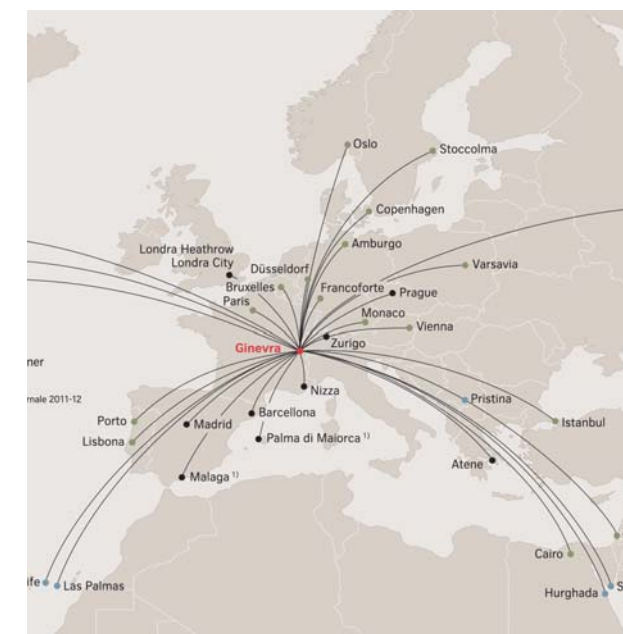 Oslo
Stoccolma
Copenhagen
Londra Heathrow
Londra City
Amburgo
Düsseldorf
Varsavia
Bruxelles
Francoforte
Prague
Paris
Monaco
Vienna
Zurigo
Ginevra
ner
Nizza
rnale 2011-12
Pristina
Porto
Madrid
Barcellona
Istanbul
Lisbona
Palma di Maiorca 1)
Atene
Malaga 1)
Cairo
ife
Las Palmas
S
Hurghada